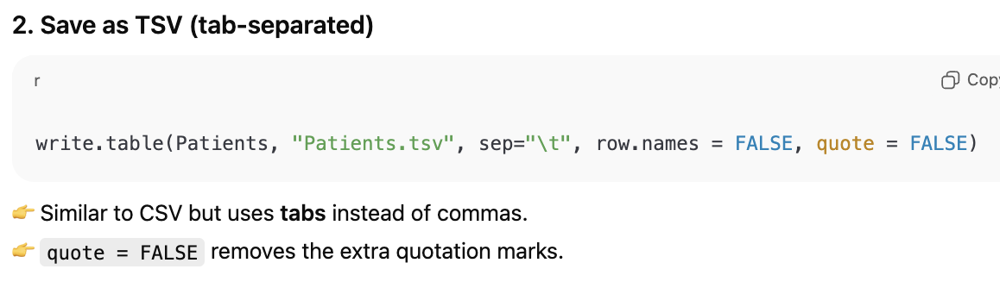 2. Save as TSV (tab-separated)
r
Copy
write.table(Patients, "Patients.tsv", sep="\t", row.names = FALSE, quote = FALSE)
👉 Similar to CSV but uses tabs instead of commas.
👉 quote = FALSE removes the extra quotation marks.